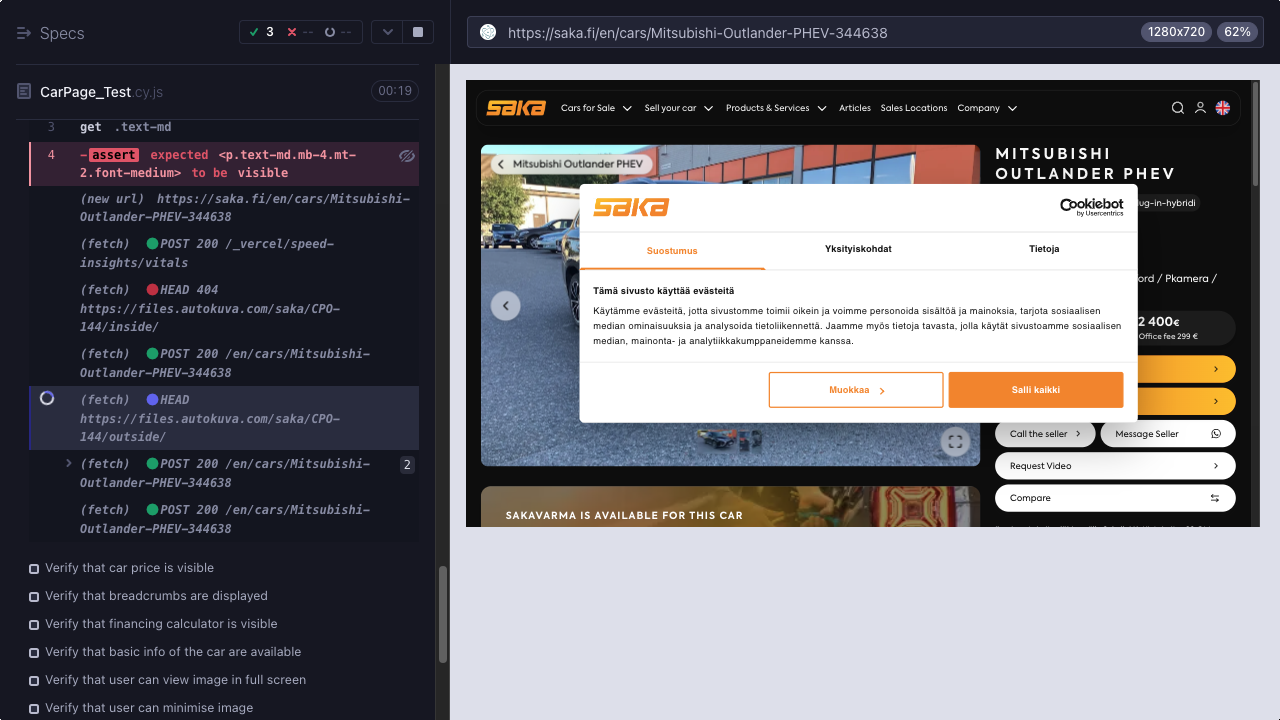 Specs
3
--
--
CarPage_Test.cy.js
00:19
3 get .text-md
4 -assert expected <p.text-md.mb-4.mt-
2.font-medium> to be visible
(new url) https://saka.fi/en/cars/Mitsubishi-
Outlander-PHEV-344638
(fetch) POST 200 /_vercel/speed-
insights/vitals
(fetch) HEAD 404
https://files.autokuva.com/saka/CPO-
144/inside/
(fetch) POST 200 /en/cars/Mitsubishi-
Outlander-PHEV-344638
(fetch) HEAD
https://files.autokuva.com/saka/CPO-
144/outside/
(fetch) POST 200 /en/cars/Mitsubishi-
Outlander-PHEV-344638
2
(fetch) POST 200 /en/cars/Mitsubishi-
Outlander-PHEV-344638
Verify that car price is visible
Verify that breadcrumbs are displayed
Verify that financing calculator is visible
Verify that basic info of the car are available
Verify that user can view image in full screen
Verify that user can minimise image
https://saka.fi/en/cars/Mitsubishi-Outlander-PHEV-344638
1280x720
62%
saka
Cars for Sale
Sell your car
Products & Services
Articles
Sales Locations
Company
Mitsubishi Outlander PHEV
MITSUBISHI
OUTLANDER PHEV
lug-in-hybridi
ord / Pkamera /
2 400€
Office fee 299 €
saka
Cookiebot
by Usercentrics
Suostumus
Yksityiskohdat
Tietoja
Tämä sivusto käyttää evästeitä
Käytämme evästeitä, jotta sivustomme toimii oikein ja voimme personoida sisältöä ja mainoksia, tarjota sosiaalisen
median ominaisuuksia ja analysoida tietoliikennettä. Jaamme myös tietoja tavasta, jolla käytät sivustoamme sosiaalisen
median, mainonta- ja analytiikkakumppaneidemme kanssa.
Muokkaa
Salli kaikki
Call the seller
Message Seller
Request Video
Compare
SAKAVARMA IS AVAILABLE FOR THIS CAR